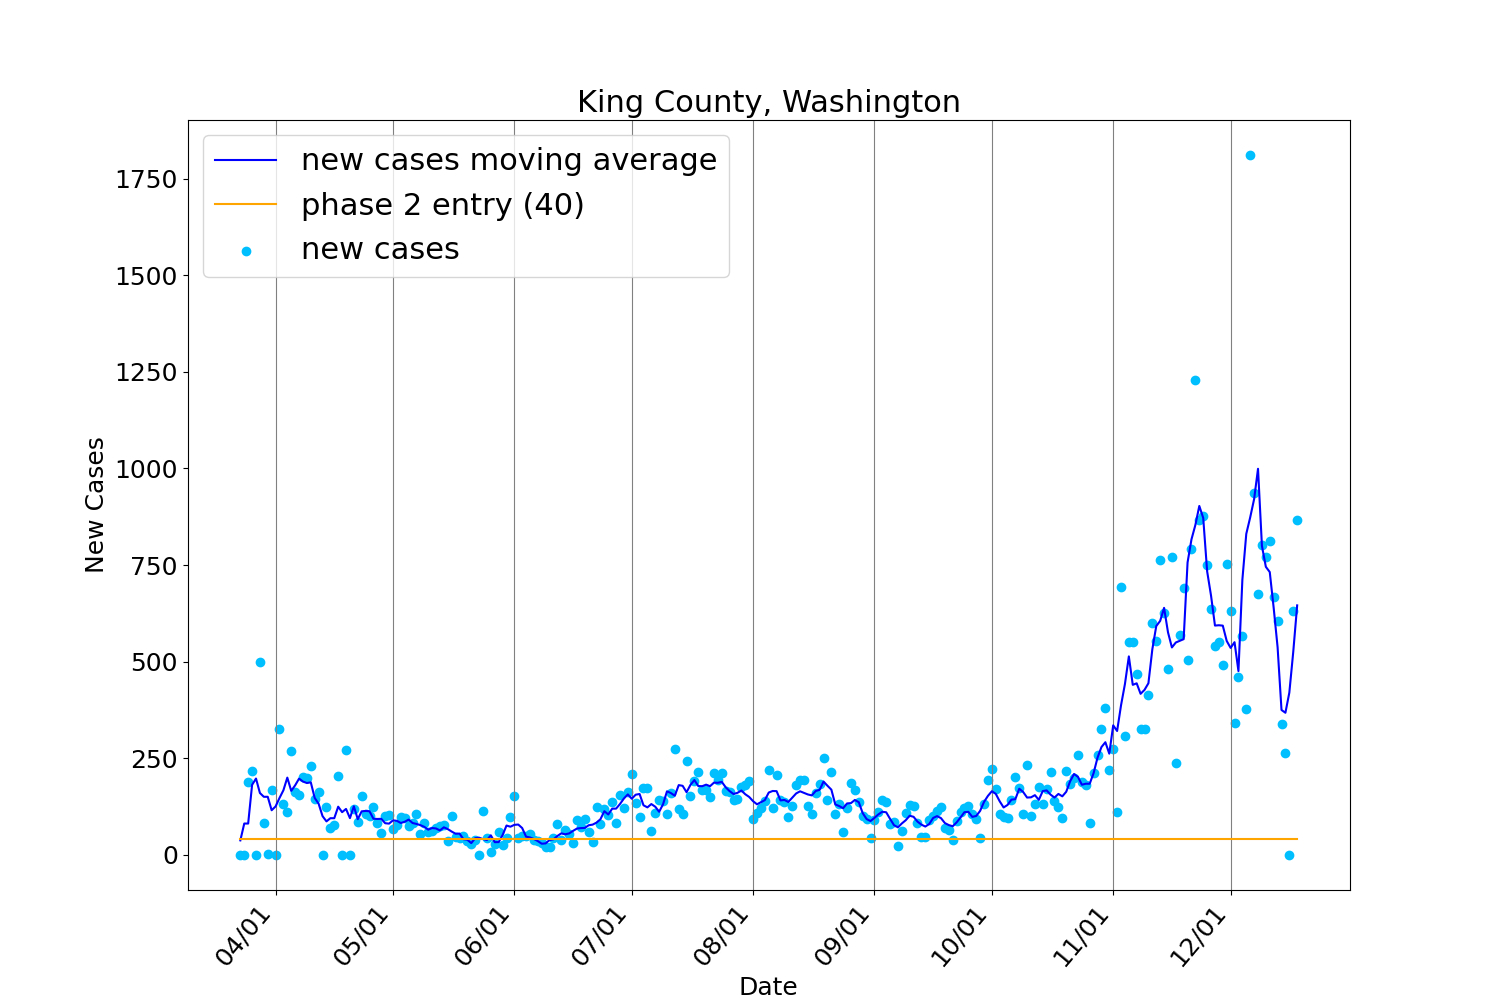 King County, Washington
new cases moving average
phase 2 entry (40)
new cases
1750
1500
1250
1000
750
500
250
0
New Cases
04/01
05/01
06/01
07/01
08/01
09/01
10/01
11/01
12/01
Date